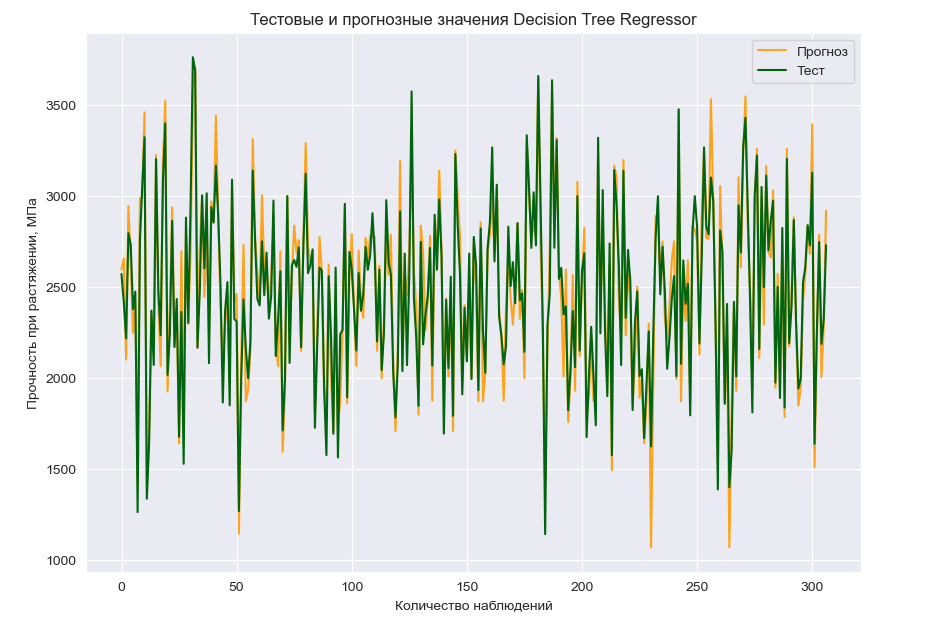 Тестовые и прогнозные значения Decision Tree Regressor
Прогноз
Тест
Прочность при растяжении, МПа
3500
3000
2500
2000
1500
1000
0 50 100 150 200 250 300
Количество наблюдений